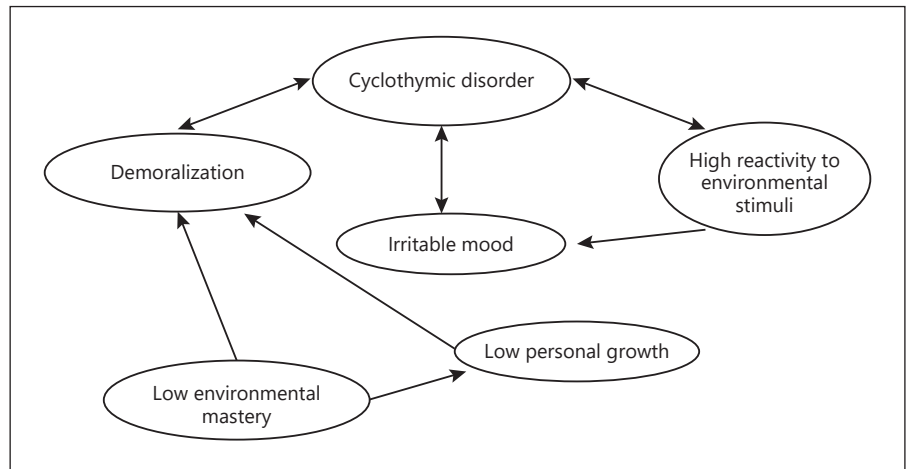 Cyclothymic disorder
Demoralization
High reactivity to
environmental
stimuli
Irritable mood
Low personal growth
Low environmental
mastery